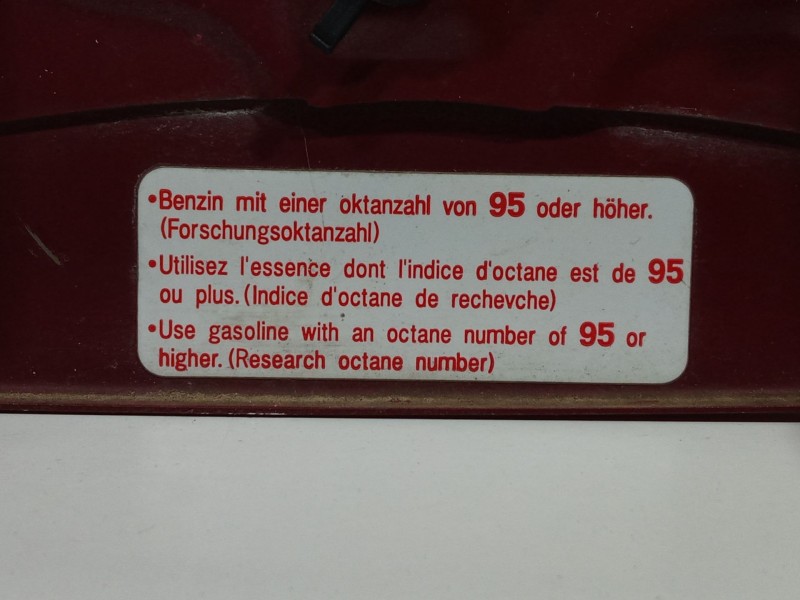 •Benzin mit einer oktanzahl von 95 oder höher.
(Forschungsoktanzahl)
•Utilisez l'essence dont l'indice d'octane est de 95
ou plus. (Indice d'octane de rechevche)
•Use gasoline with an octane number of 95 or
higher. (Research octane number)